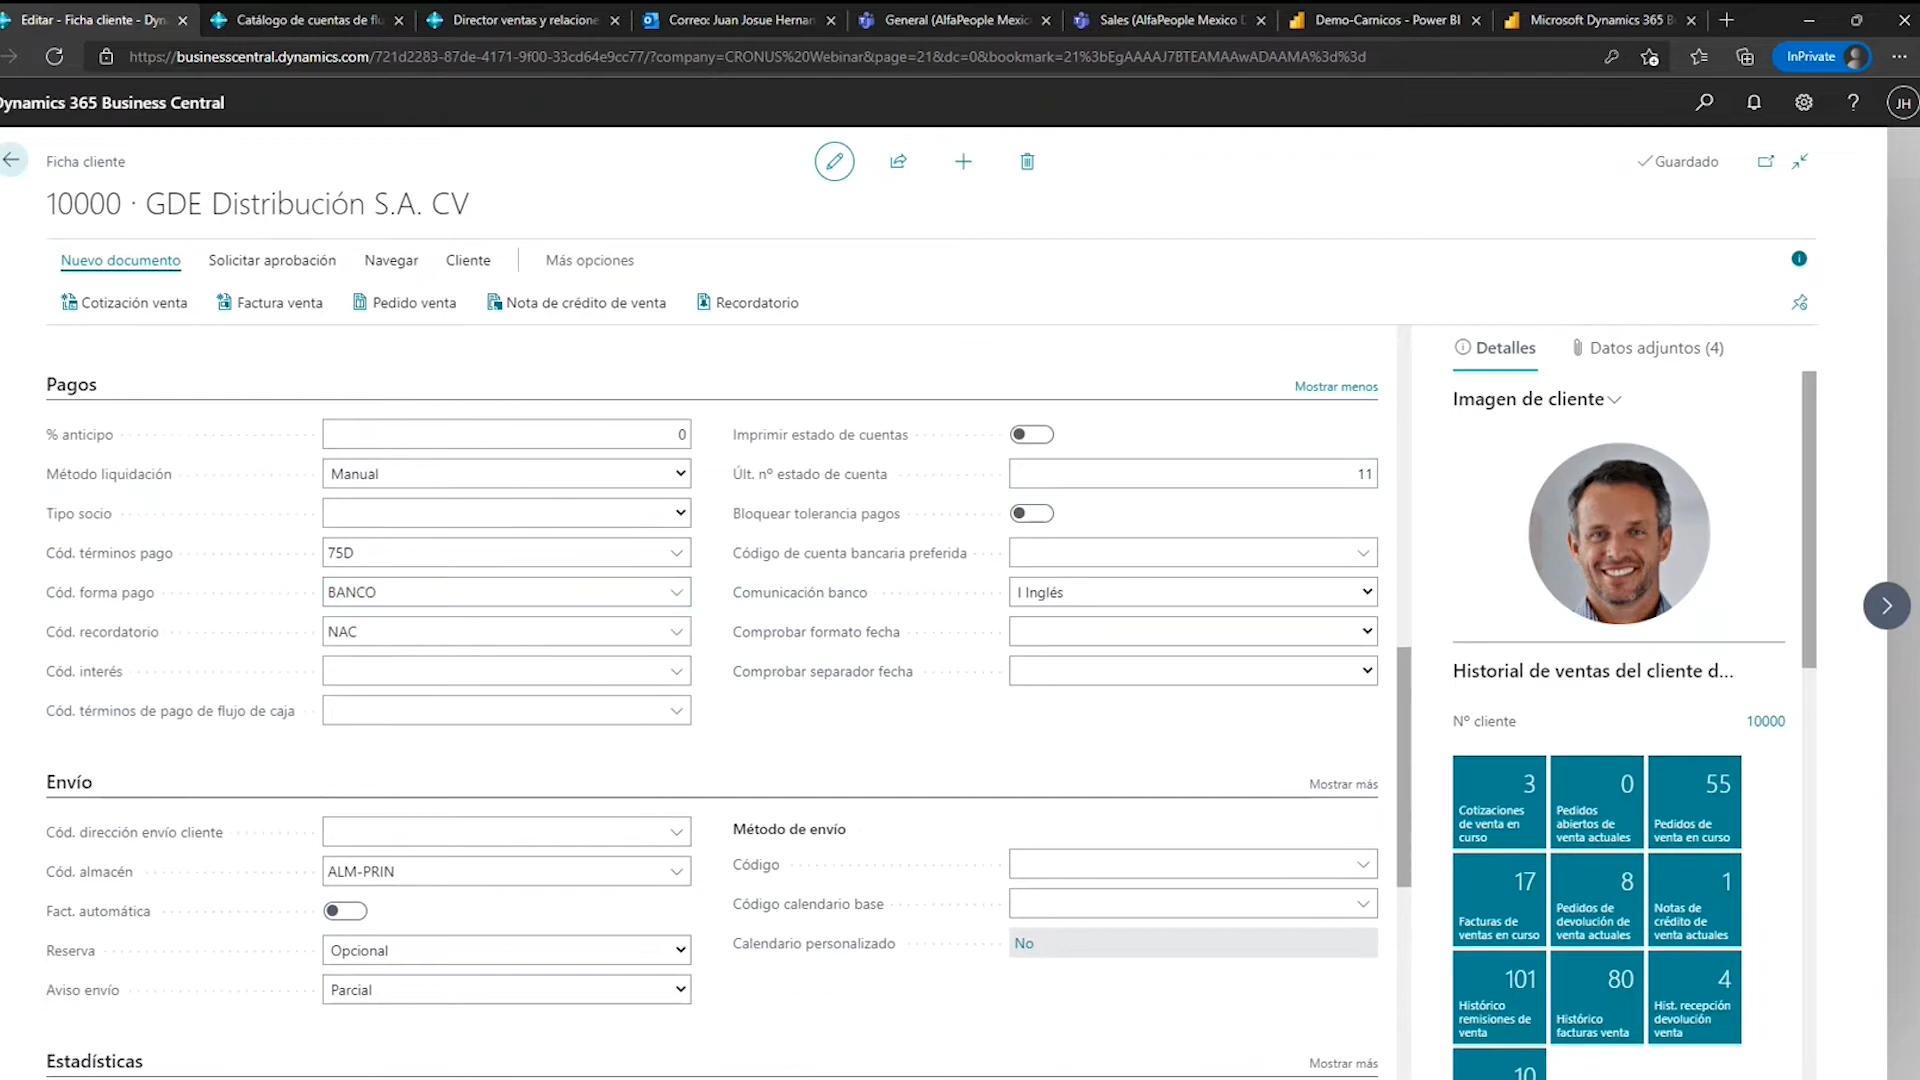 Editar - Ficha cliente - Dyna
Catálogo de cuentas de flu
Director ventas y relacione
Correo: Juan Josue Hernan
General (AlfaPeople Mexico
Sales (AlfaPeople Mexico D
Demo-Carnicos - Power BI
Microsoft Dynamics 365 B
https://businesscentral.dynamics.com/721d2283-87de-4171-9f00-33cd64e9cc77/?company=CRONUS%20Webinar&page=21&dc=0&bookmark=21%3bEgAAAAJ7BTEAMAAwADAAMA%3d%3d
InPrivate
Dynamics 365 Business Central
JH
Ficha cliente
Guardado
10000 · GDE Distribución S.A. CV
Nuevo documento
Solicitar aprobación
Navegar
Cliente
Más opciones
Cotización venta
Factura venta
Pedido venta
Nota de crédito de venta
Recordatorio
Pagos
Mostrar menos
% anticipo
0
Método liquidación
Manual
Tipo socio
Cód. términos pago
75D
Cód. forma pago
BANCO
Cód. recordatorio
NAC
Cód. interés
Cód. términos de pago de flujo de caja
Imprimir estado de cuentas
Últ. nº estado de cuenta
11
Bloquear tolerancia pagos
Código de cuenta bancaria preferida
Comunicación banco
I Inglés
Comprobar formato fecha
Comprobar separador fecha
Envío
Mostrar más
Cód. dirección envío cliente
Cód. almacén
ALM-PRIN
Fact. automática
Reserva
Opcional
Aviso envío
Parcial
Método de envío
Código
Código calendario base
Calendario personalizado
No
Estadísticas
Mostrar más
Detalles
Datos adjuntos (4)
Imagen de cliente
Historial de ventas del cliente d...
Nº cliente
10000
3
Cotizaciones
de venta en
curso
0
Pedidos
abiertos de
venta actuales
55
Pedidos de
venta en curso
17
Facturas de
ventas en curso
8
Pedidos de
devolución de
venta actuales
1
Notas de
crédito de
venta actuales
101
Histórico
remisiones de
venta
80
Histórico
facturas venta
4
Hist. recepción
devolución
venta
10